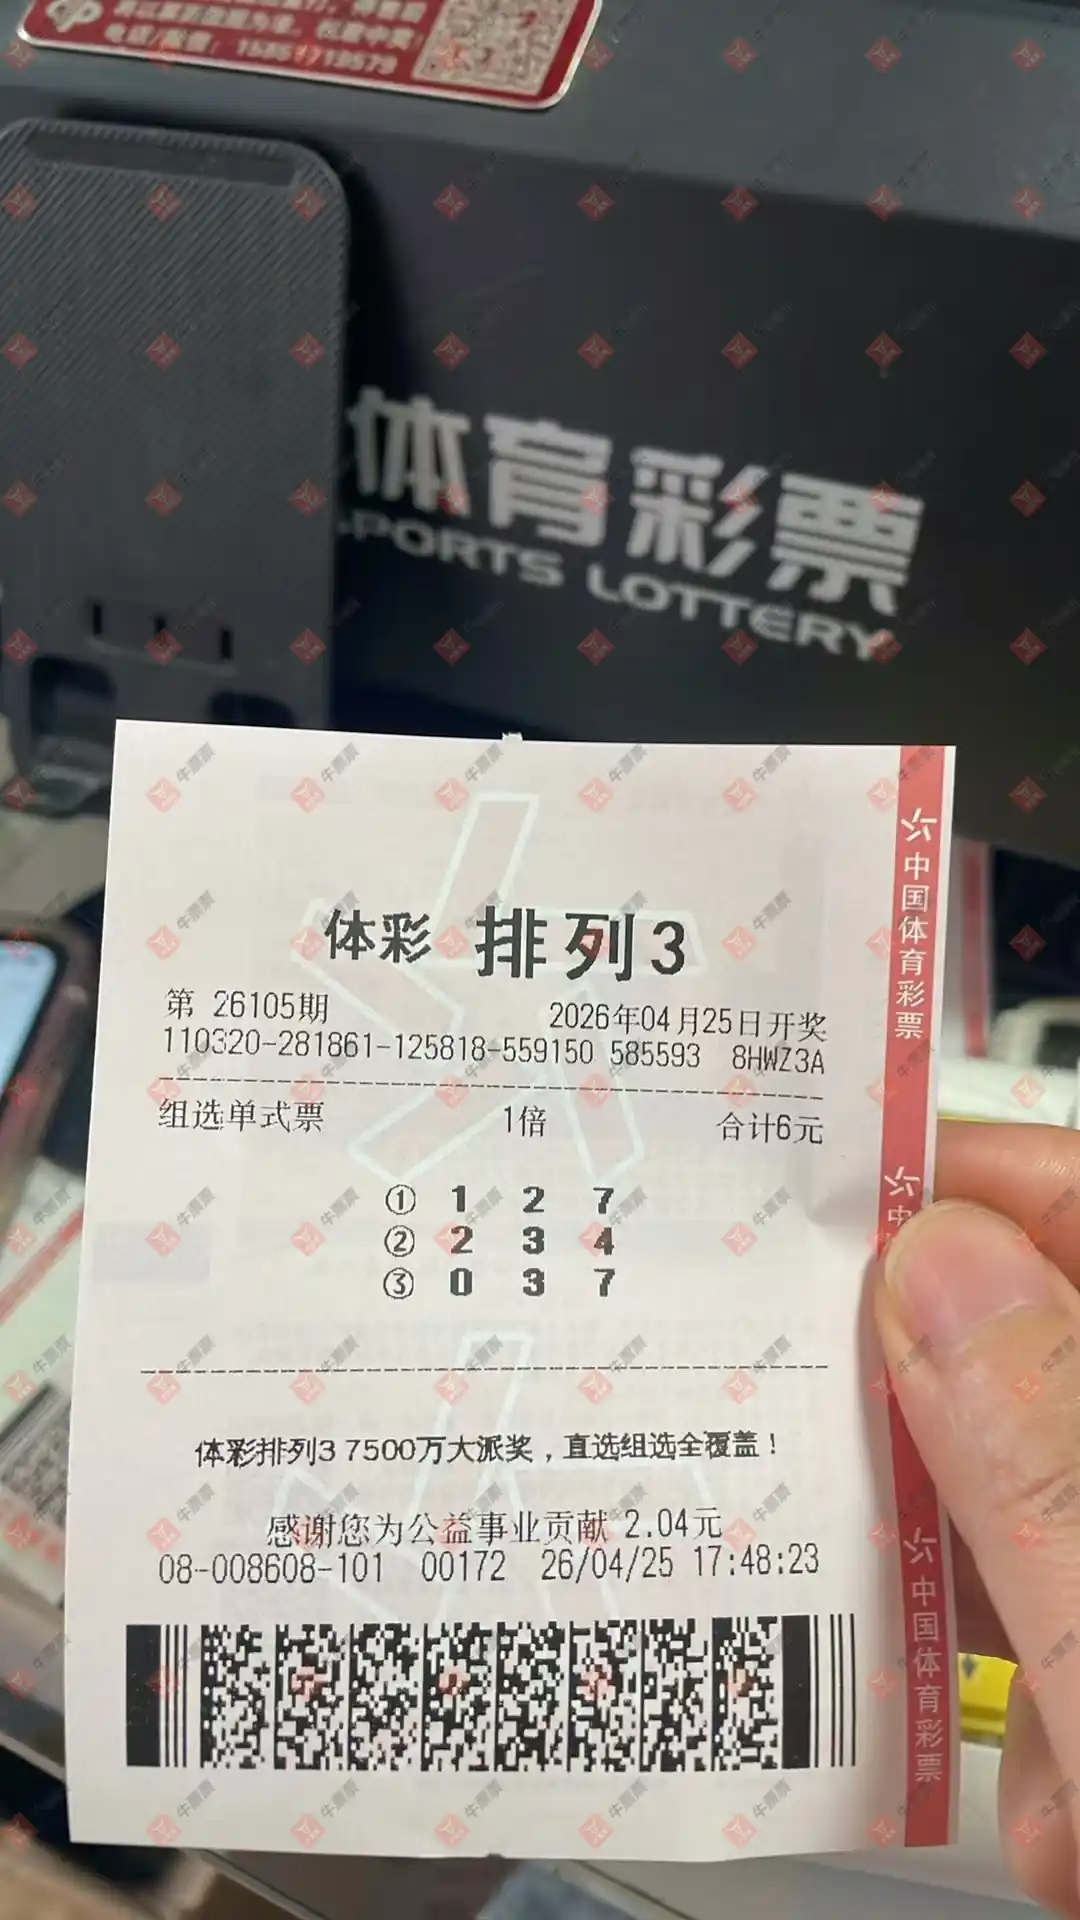 体育彩票
SPORTS LOTTERY
体彩 排列3
第 26105期 2026年04月25日开奖
110320-281861-125818-559150 585593 8HWZ3A
组选单式票 1倍 合计6元
① 1 2 7
② 2 3 4
③ 0 3 7
体彩排列3 7500万大派奖，直选组选全覆盖！
感谢您为公益事业贡献 2.04元
08-008608-101 00172 26/04/25 17:48:23
中国体育彩票
中
中国体育彩票
牛票票